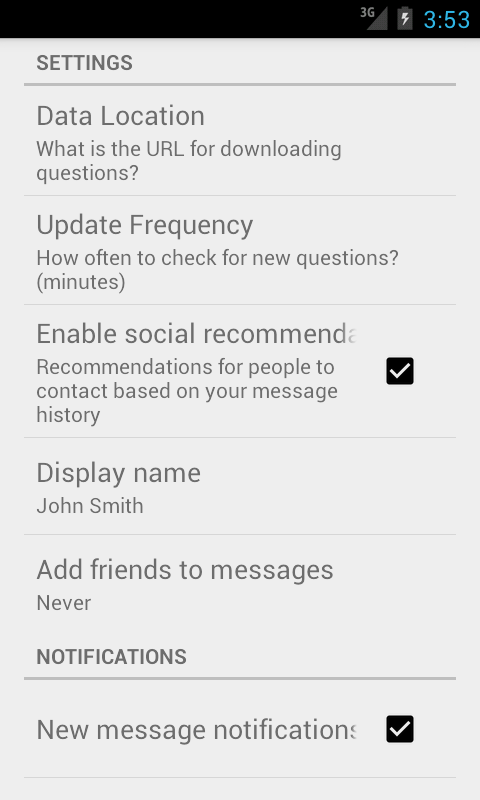 3G
3:53
SETTINGS
Data Location
What is the URL for downloading
questions?
Update Frequency
How often to check for new questions?
(minutes)
Enable social recommenda
Recommendations for people to
contact based on your message
history
Display name
John Smith
Add friends to messages
Never
NOTIFICATIONS
New message notifications